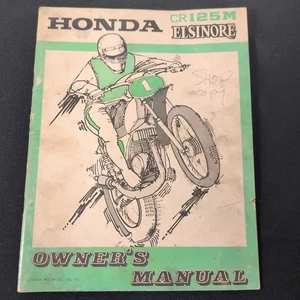 HONDA CR125M
ELSINORE
SHOP
COPY
1
OWNER'S
MANUAL